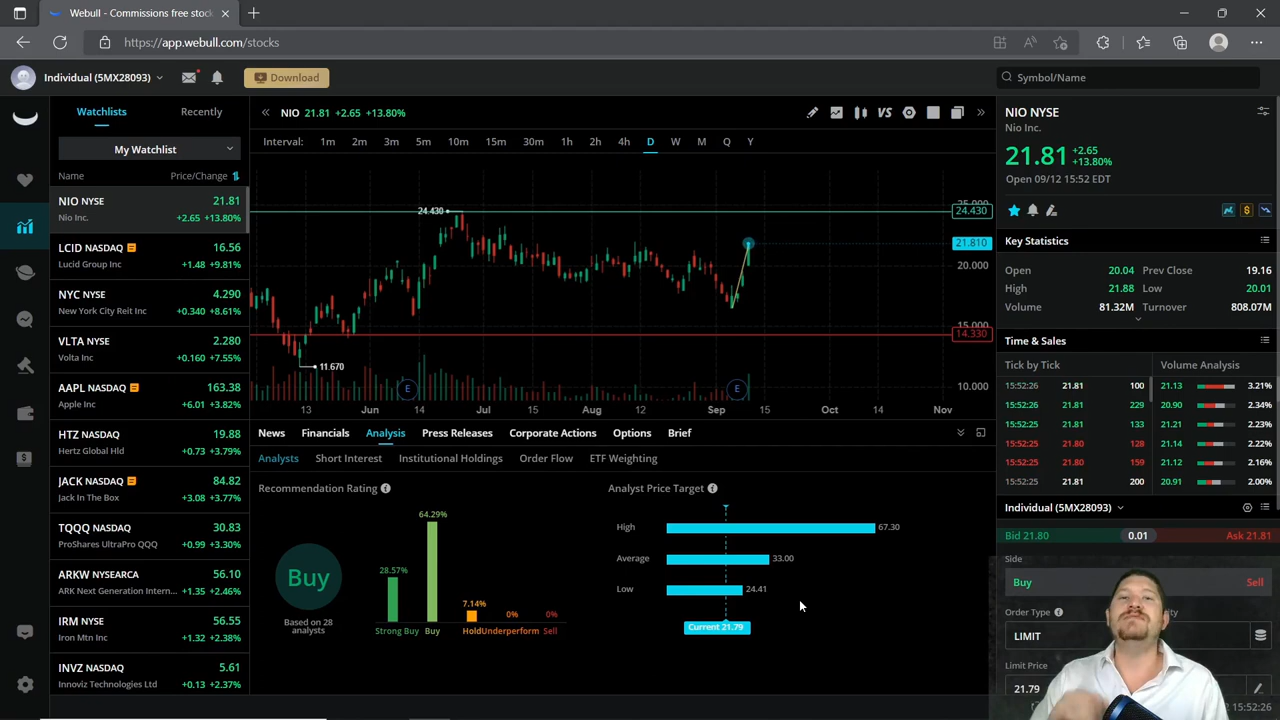 Webull - Commissions free stoc
https://app.webull.com/stocks
Individual (5MX28093)
Download
Symbol/Name
Watchlists
Recently
My Watchlist
Name
Price/Change
NIO NYSE
21.81
Nio Inc.
+2.65 +13.80%
LCID NASDAQ
16.56
Lucid Group Inc
+1.48 +9.81%
NYC NYSE
4.290
New York City Reit Inc
+0.340 +8.61%
VLTA NYSE
2.280
Volta Inc
+0.160 +7.55%
AAPL NASDAQ
163.38
Apple Inc
+6.01 +3.82%
HTZ NASDAQ
19.88
Hertz Global Hld
+0.73 +3.79%
JACK NASDAQ
84.82
Jack In The Box
+3.08 +3.77%
TQQQ NASDAQ
30.83
ProShares UltraPro QQQ
+0.99 +3.30%
ARKW NYSEARCA
56.10
ARK Next Generation Intern...
+1.35 +2.46%
IRM NYSE
56.55
Iron Mtn Inc
+1.32 +2.38%
INVZ NASDAQ
5.61
Innoviz Technologies Ltd
+0.13 +2.37%
NIO 21.81 +2.65 +13.80%
VS
Interval: 1m 2m 3m 5m 10m 15m 30m 1h 2h 4h D W M Q Y
25.000
24.430
24.430
21.810
20.000
15.000
14.330
11.670
10.000
E
E
13 Jun 14 Jul 15 Aug 12 Sep 15 Oct 14 Nov
News Financials Analysis Press Releases Corporate Actions Options Brief
Analysts Short Interest Institutional Holdings Order Flow ETF Weighting
Recommendation Rating
Buy
Based on 28
analysts
28.57%
64.29%
7.14%
0%
0%
Strong Buy Buy Hold Underperform Sell
Analyst Price Target
High
67.30
Average
33.00
Low
24.41
Current 21.79
NIO NYSE
Nio Inc.
21.81
+2.65
+13.80%
Open 09/12 15:52 EDT
Key Statistics
Open 20.04 Prev Close 19.16
High 21.88 Low 20.01
Volume 81.32M Turnover 808.07M
Time & Sales
Tick by Tick
Volume Analysis
15:52:26 21.81 100
21.13 3.21%
15:52:26 21.81 229
20.90 2.34%
15:52:25 21.81 133
21.21 2.23%
15:52:25 21.80 128
21.14 2.22%
15:52:25 21.80 159
21.12 2.16%
15:52:25 21.81 200
20.91 2.00%
Individual (5MX28093)
Bid 21.80
0.01
Ask 21.81
Side
Buy
Sell
Order Type
LIMIT
Limit Price
21.79
15:52:26